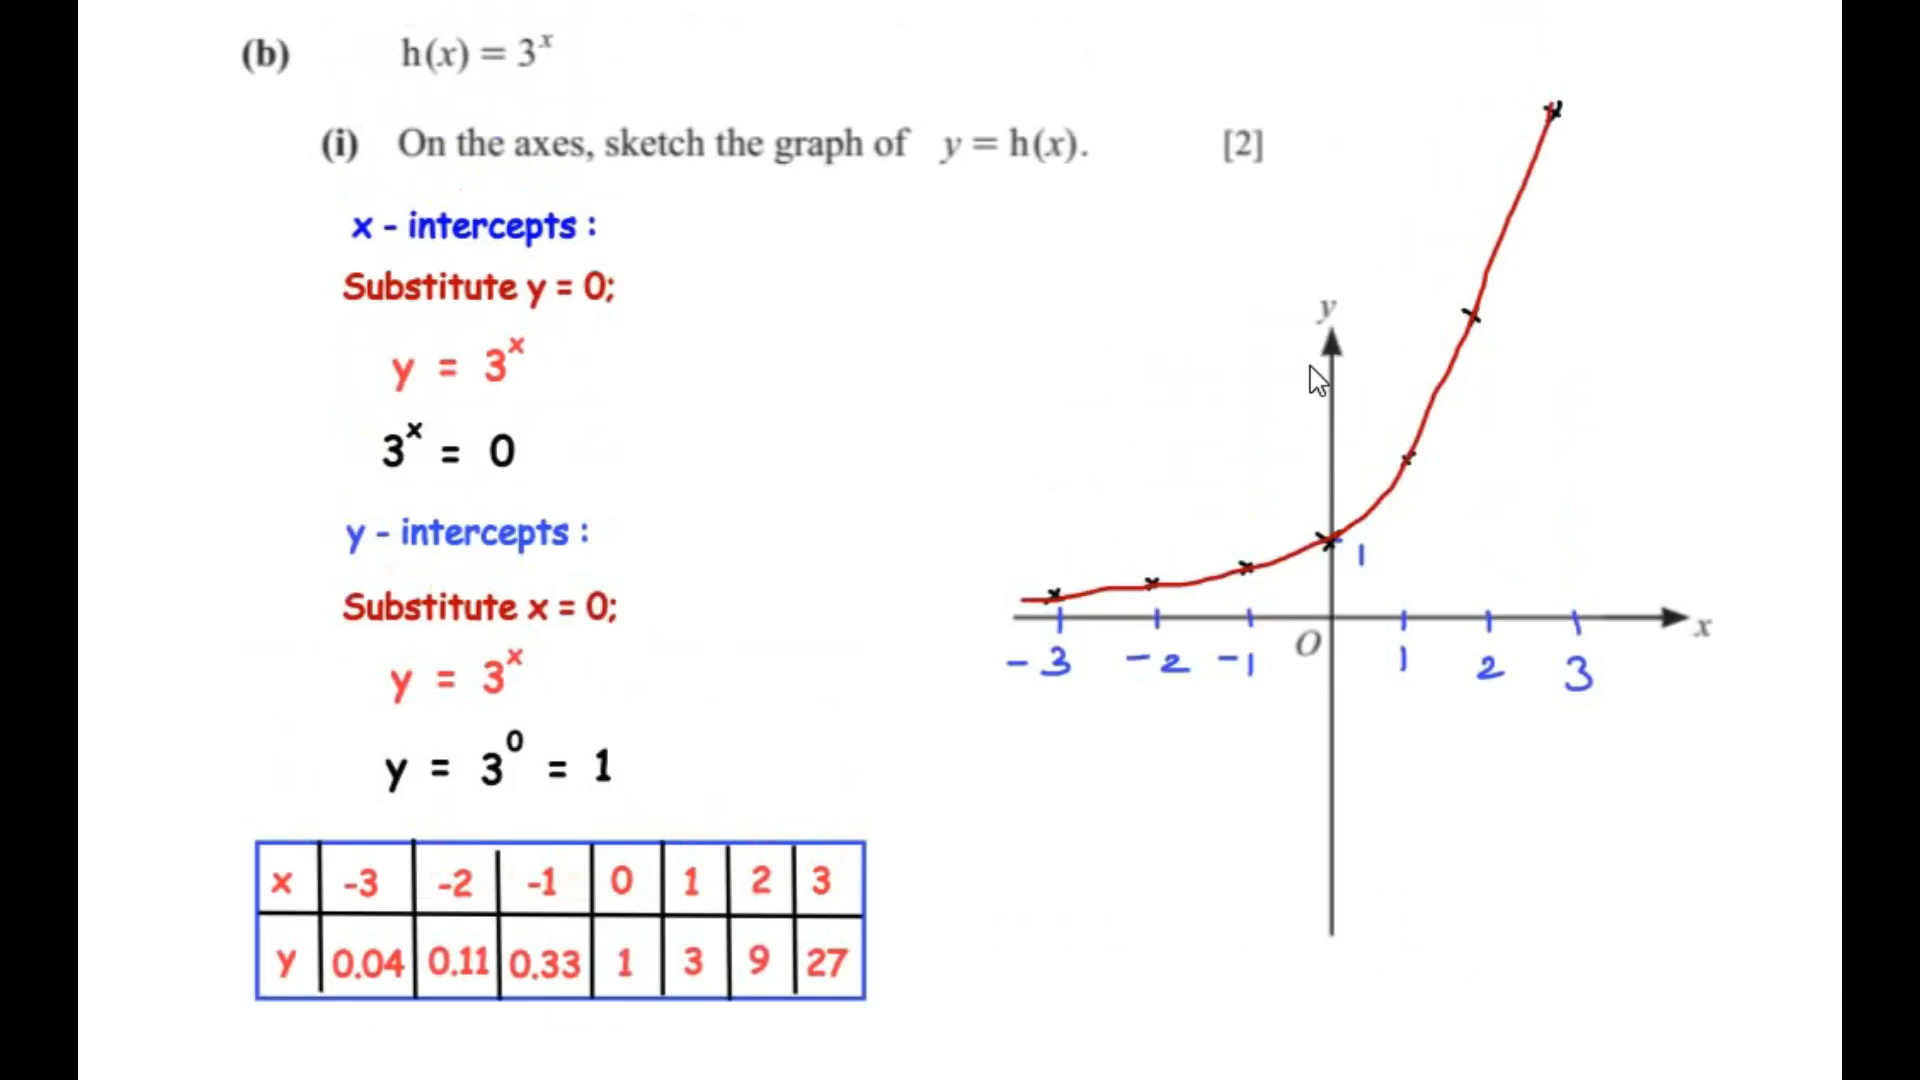 (b) h(x) = 3^x
(i) On the axes, sketch the graph of y = h(x). [2]
x - intercepts :
Substitute y = 0;
y = 3^x
3^x = 0
y - intercepts :
Substitute x = 0;
y = 3^x
y = 3^0 = 1
x -3 -2 -1 0 1 2 3
y 0.04 0.11 0.33 1 3 9 27
y
1
O
x
-3 -2 -1 1 2 3